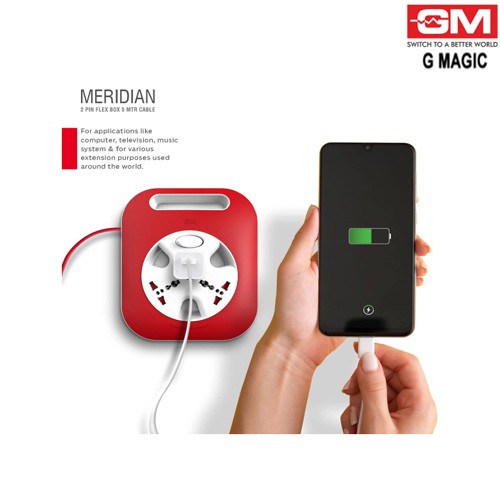 GM
SWITCH TO A BETTER WORLD
G MAGIC
MERIDIAN
2 PIN FLEX BOX 5 MTR CABLE
For applications like
computer, television, music
system & for various
extension purposes used
around the world.